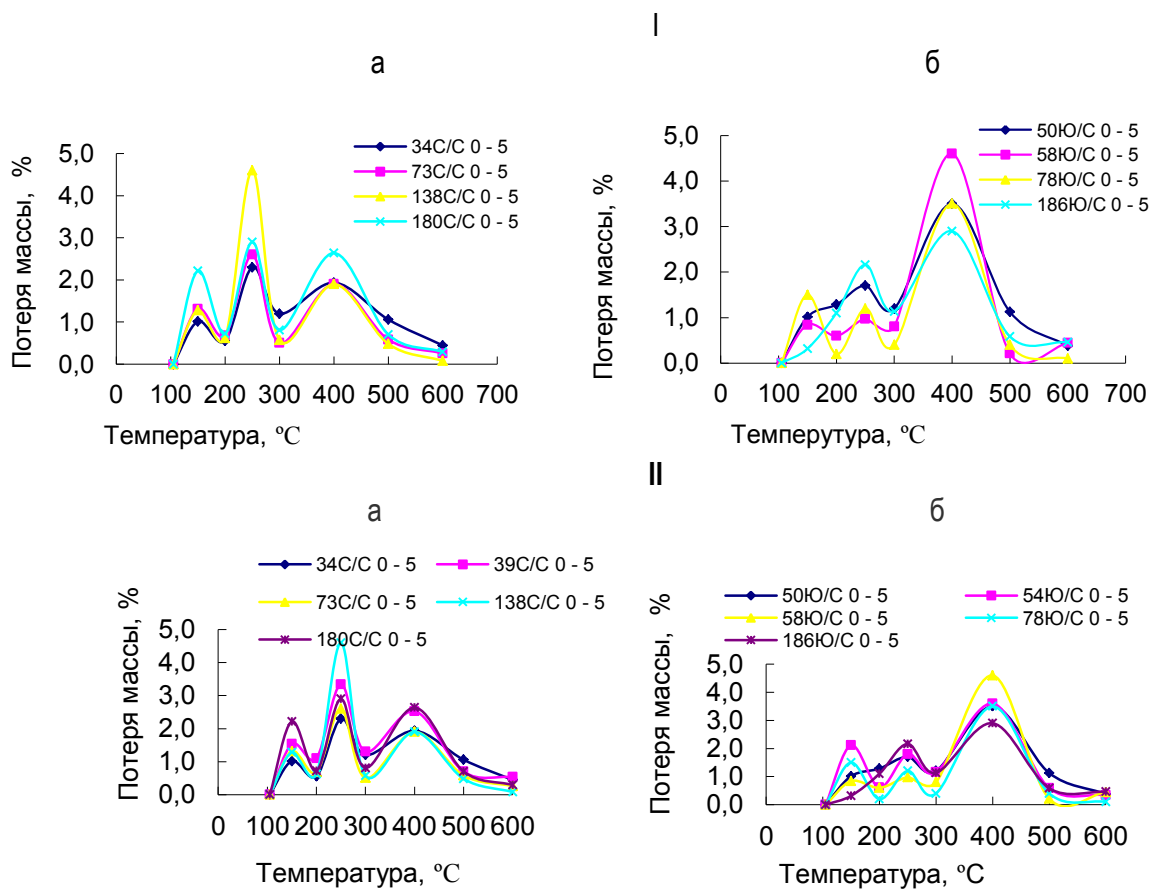 I
а
б
34С/С 0 - 5
73С/С 0 - 5
138С/С 0 - 5
180С/С 0 - 5
Потеря массы, %
5,0
4,0
3,0
2,0
1,0
0,0
0 100 200 300 400 500 600 700
Температура, ºС
50Ю/С 0 - 5
58Ю/С 0 - 5
78Ю/С 0 - 5
186Ю/С 0 - 5
Потеря массы, %
5,0
4,0
3,0
2,0
1,0
0,0
0 100 200 300 400 500 600 700
Темперутура, ºС
II
а
б
34С/С 0 - 5 39С/С 0 - 5
73С/С 0 - 5 138С/С 0 - 5
180С/С 0 - 5
Потеря массы, %
5,0
4,0
3,0
2,0
1,0
0,0
0 100 200 300 400 500 600
Температура, ºС
50Ю/С 0 - 5 54Ю/С 0 - 5
58Ю/С 0 - 5 78Ю/С 0 - 5
186Ю/С 0 - 5
Потеря массы, %
5,0
4,0
3,0
2,0
1,0
0,0
0 100 200 300 400 500 600
Температура, ºС